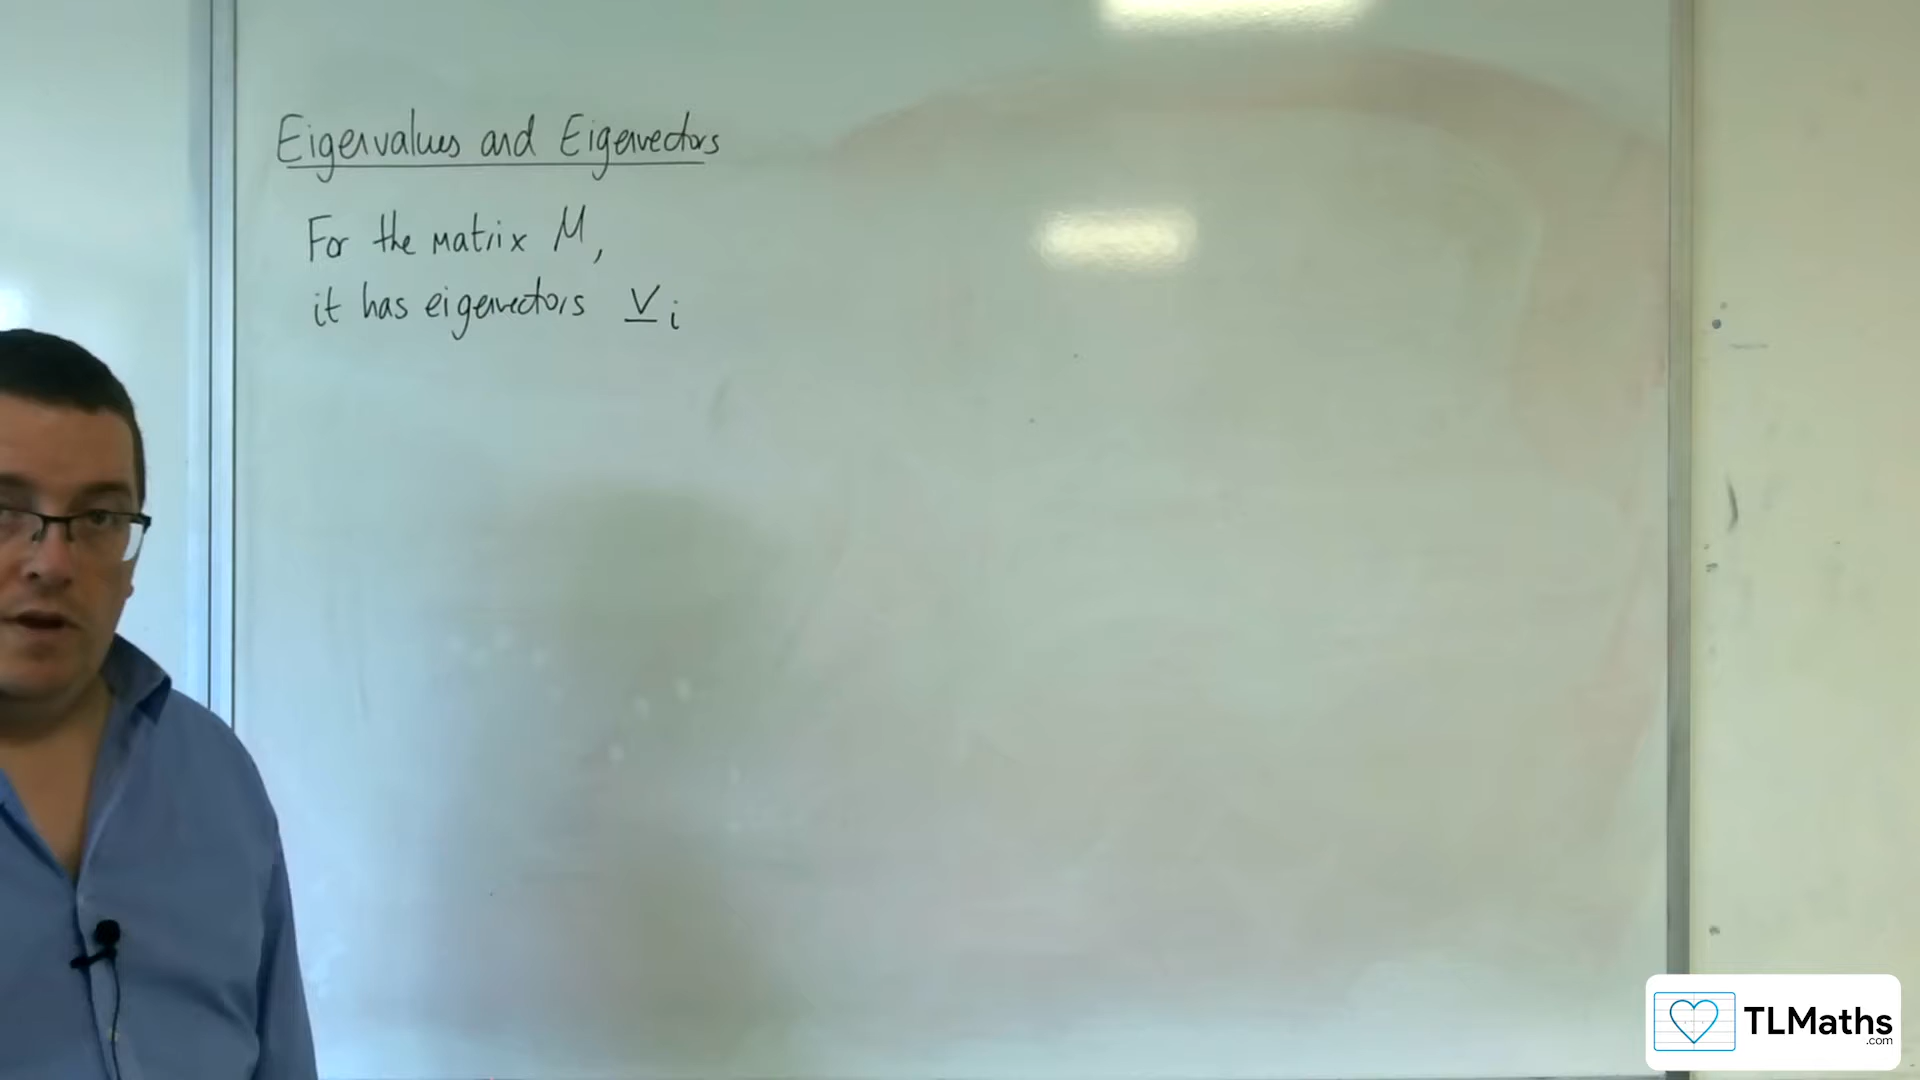 Eigenvalues and Eigenvectors
For the matrix M,
it has eigenvectors v i
TLMaths
.com